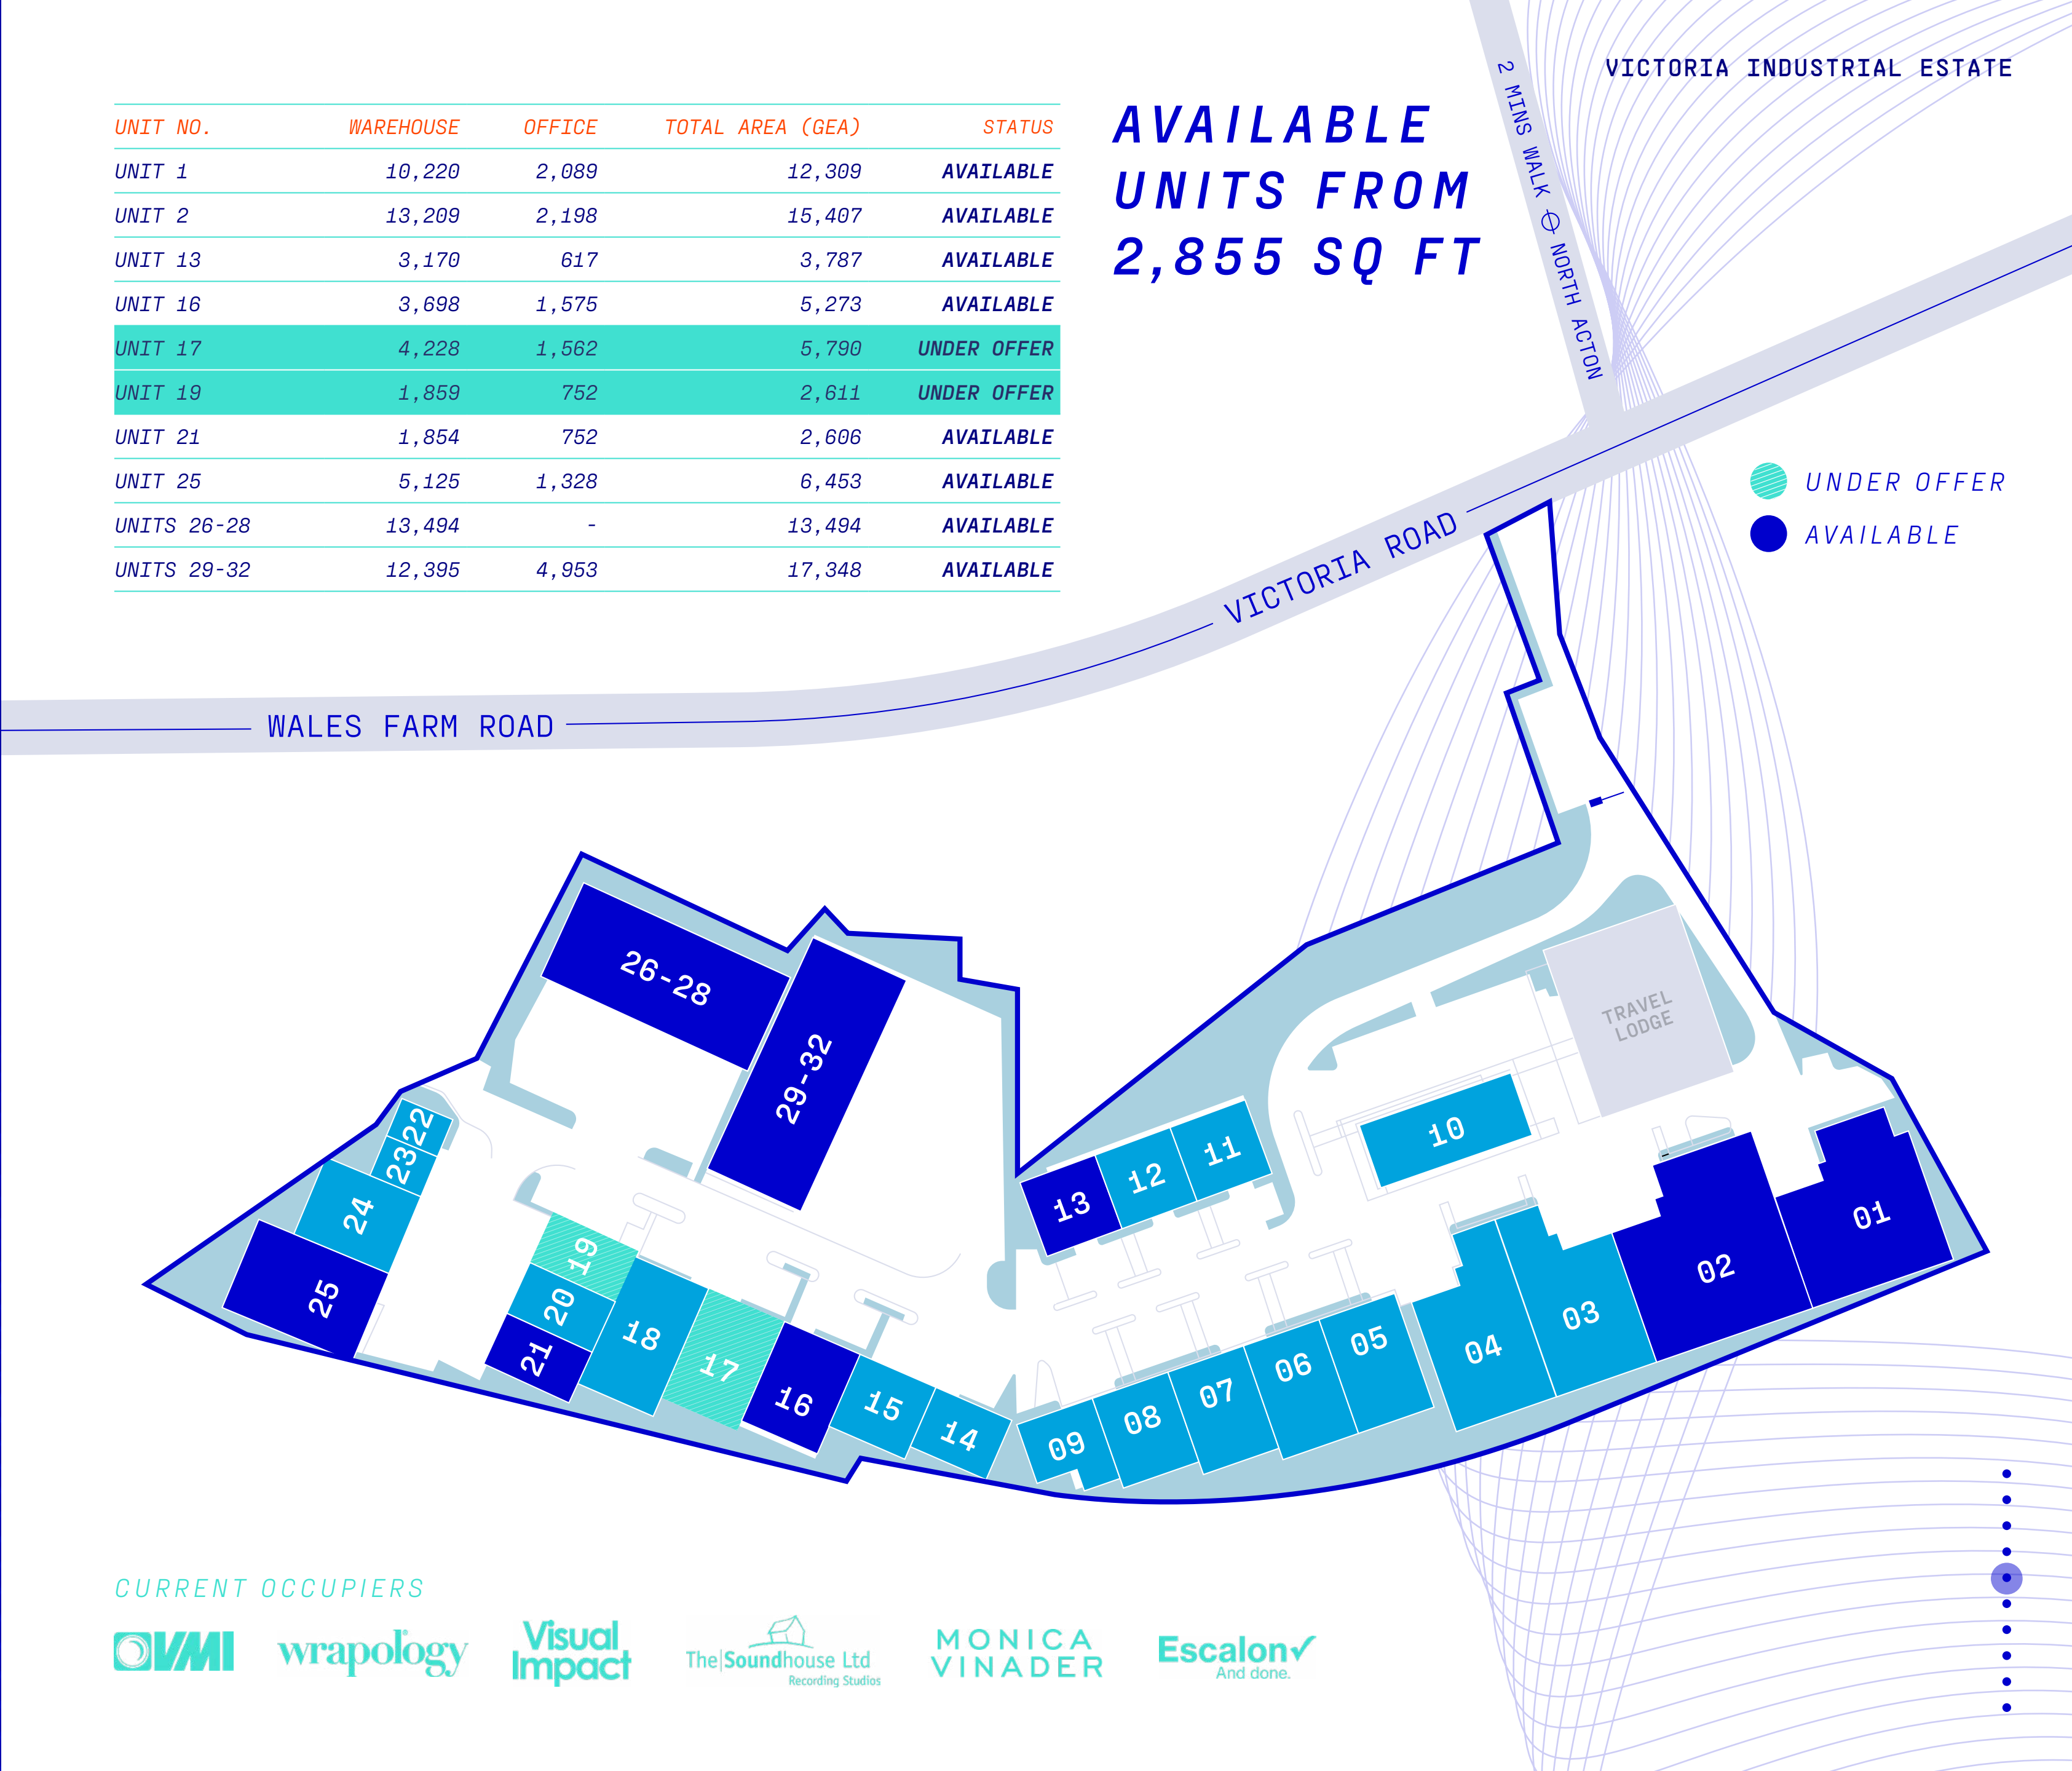 VICTORIA INDUSTRIAL ESTATE
UNIT NO. WAREHOUSE OFFICE TOTAL AREA (GEA) STATUS
UNIT 1 10,220 2,089 12,309 AVAILABLE
UNIT 2 13,209 2,198 15,407 AVAILABLE
UNIT 13 3,170 617 3,787 AVAILABLE
UNIT 16 3,698 1,575 5,273 AVAILABLE
UNIT 17 4,228 1,562 5,790 UNDER OFFER
UNIT 19 1,859 752 2,611 UNDER OFFER
UNIT 21 1,854 752 2,606 AVAILABLE
UNIT 25 5,125 1,328 6,453 AVAILABLE
UNITS 26-28 13,494 - 13,494 AVAILABLE
UNITS 29-32 12,395 4,953 17,348 AVAILABLE
AVAILABLE
UNITS FROM
2,855 SQ FT
2 MINS WALK NORTH ACTON
UNDER OFFER
AVAILABLE
VICTORIA ROAD
WALES FARM ROAD
26-28
29-32
TRAVEL
LODGE
22
23
24
25
19
20
21
18
17
16
15
14
13
12
11
10
09
08
07
06
05
04
03
02
01
CURRENT OCCUPIERS
VMI
wrapology
Visual
Impact
The Soundhouse Ltd
Recording Studios
MONICA
VINADER
Escalon
And done.